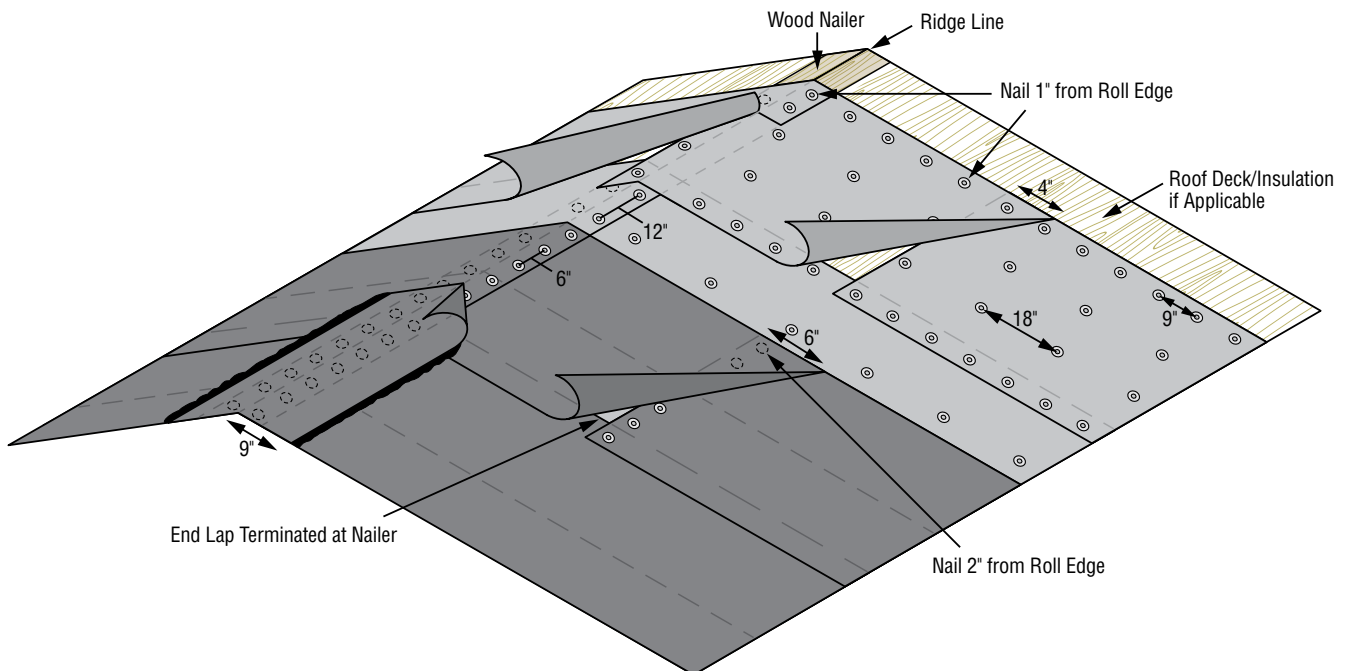 Wood Nailer
Ridge Line
Nail 1" from Roll Edge
4"
Roof Deck/Insulation
if Applicable
12"
6"
18"
9"
6"
9"
End Lap Terminated at Nailer
Nail 2" from Roll Edge